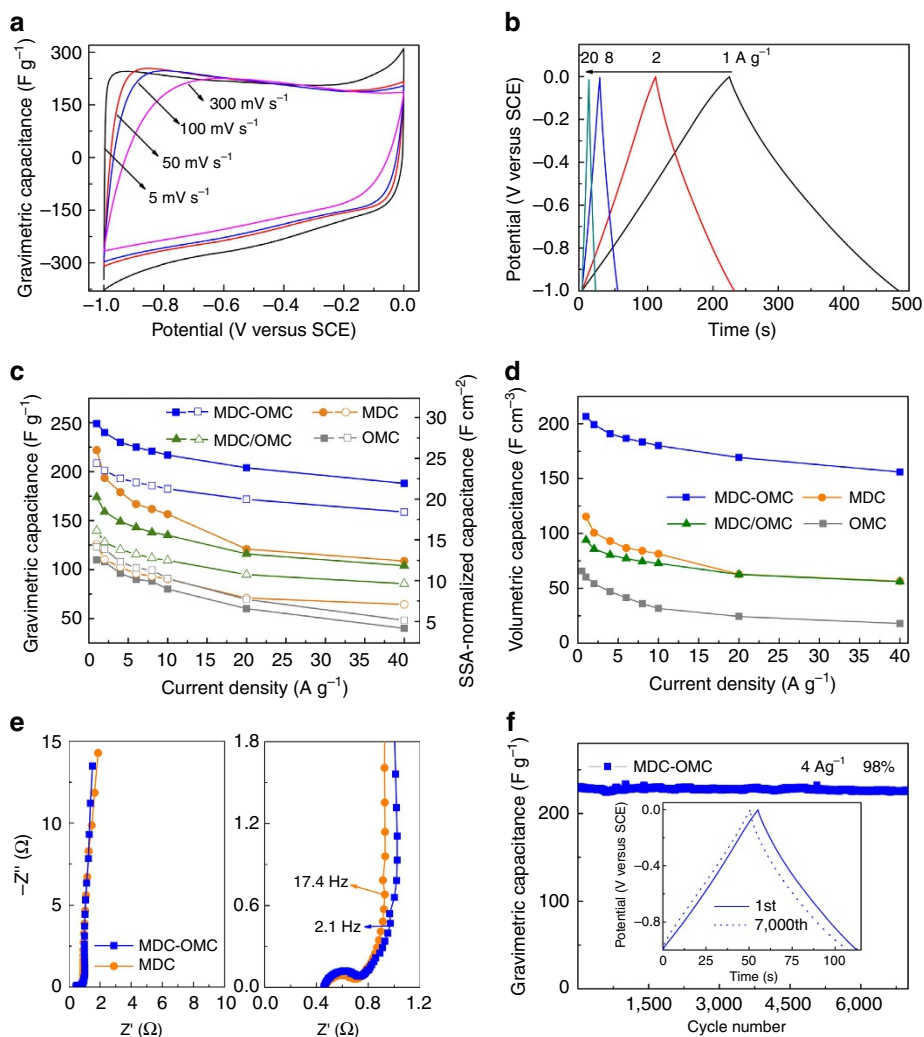 a
Gravimetric capacitance (F g⁻¹)
300
150
0
−150
−300
300 mV s⁻¹
100 mV s⁻¹
50 mV s⁻¹
5 mV s⁻¹
−1.0 −0.8 −0.6 −0.4 −0.2 0.0
Potential (V versus SCE)
b
Potential (V versus SCE)
20 8 2 1 A g⁻¹
0.0
−0.2
−0.4
−0.6
−0.8
−1.0
0 100 200 300 400 500
Time (s)
c
Gravimetric capacitance (F g⁻¹)
250
200
150
100
50
MDC-OMC MDC
MDC/OMC OMC
30
25
20
15
10
5
SSA-normalized capacitance (F cm⁻²)
0 5 10 15 20 25 30 35 40
Current density (A g⁻¹)
d
Volumetric capacitance (F cm⁻³)
200
150
100
50
0
MDC-OMC MDC
MDC/OMC OMC
0 5 10 15 20 25 30 35 40
Current density (A g⁻¹)
e
−Z'' (Ω)
15
10
5
0
MDC-OMC
MDC
0 2 4 6 8 10
Z' (Ω)
1.8
1.2
0.6
0.0
17.4 Hz
2.1 Hz
0.4 0.8 1.2
Z' (Ω)
f
Gravimetric capacitance (F g⁻¹)
200
100
0
MDC-OMC 4 Ag⁻¹ 98%
Potential (V versus SCE)
0.0
−0.4
−0.8
1st
7,000th
0 25 50 75 100
Time (s)
1,500 3,000 4,500 6,000
Cycle number